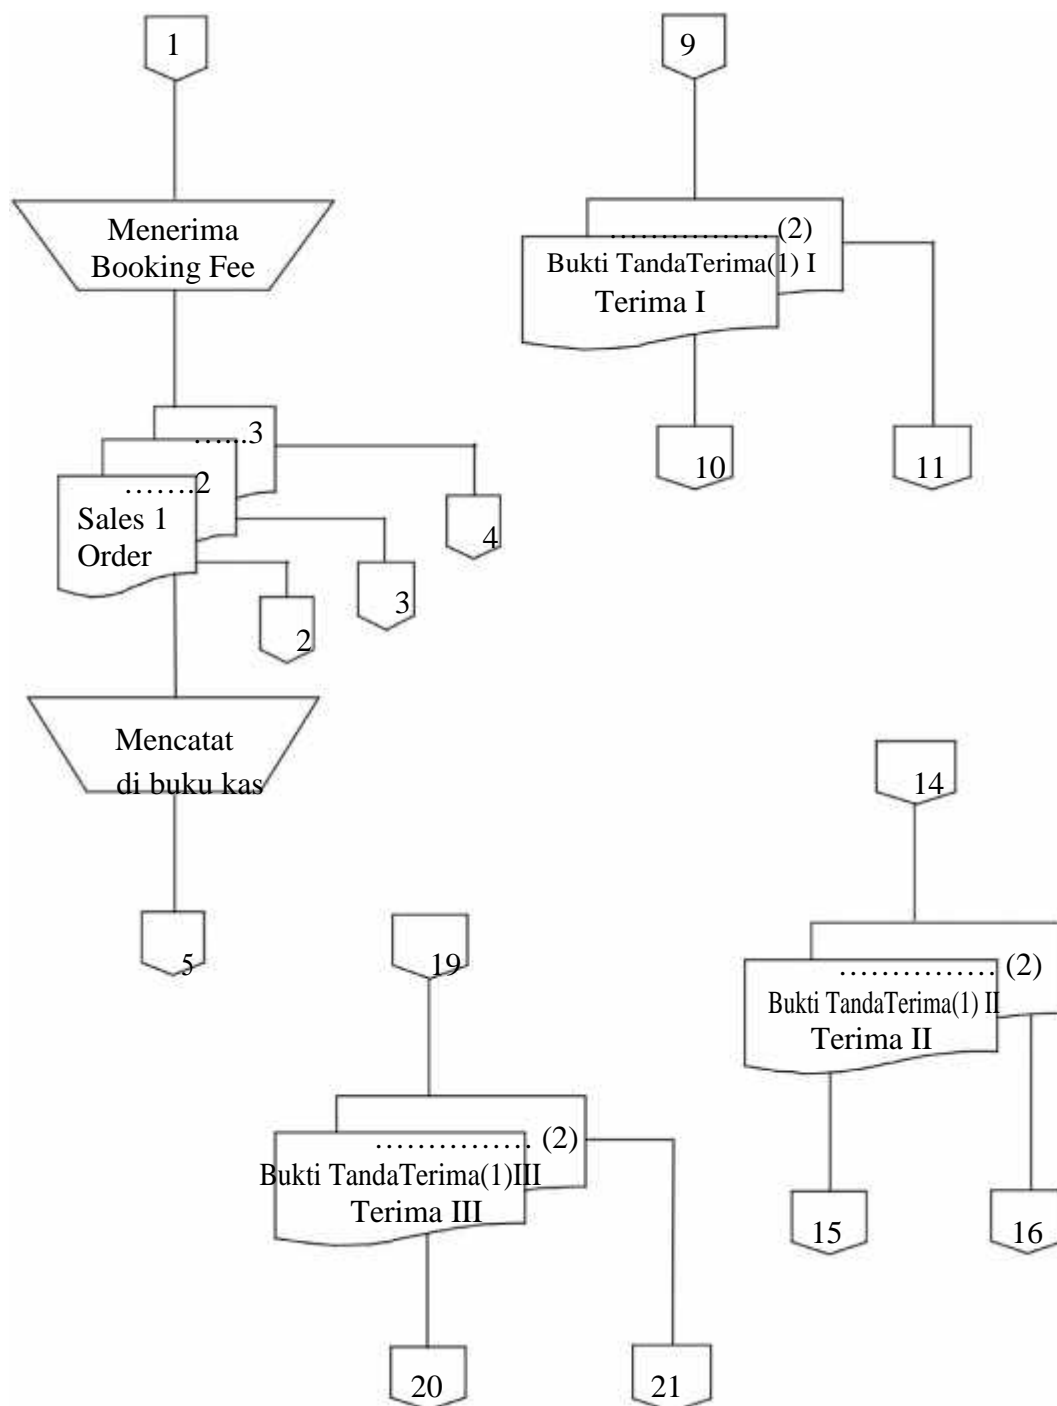 1
Menerima
Booking Fee
……3
…….2
Sales 1
Order
4
3
2
Mencatat
di buku kas
5
9
…………… (2)
Bukti TandaTerima(1) I
Terima I
10
11
14
…………… (2)
Bukti TandaTerima(1) II
Terima II
15
16
19
…………… (2)
Bukti TandaTerima(1)III
Terima III
20
21